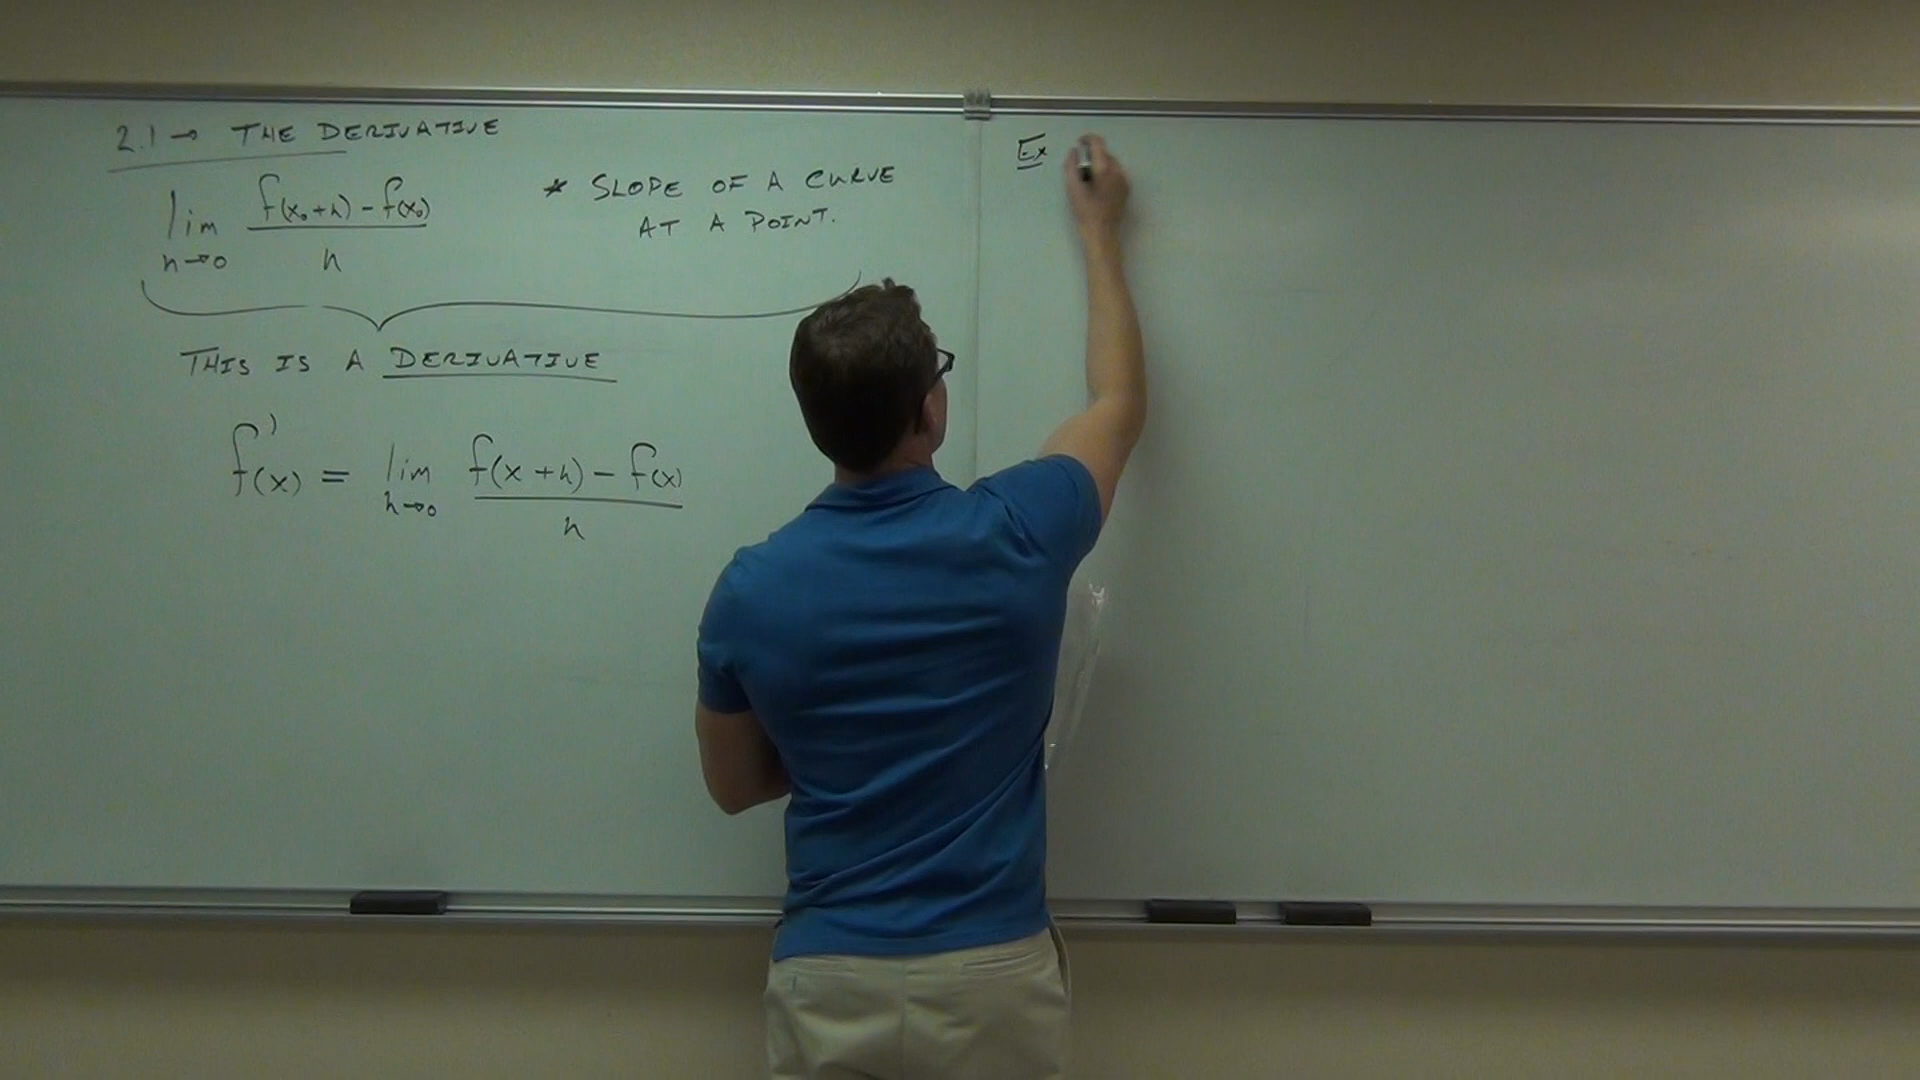 2.1 → THE DERIVATIVE
lim h→0 f(x₀+h) - f(x₀) / h
* SLOPE OF A CURVE
AT A POINT.
THIS IS A DERIVATIVE
f'(x) = lim h→0 f(x+h) - f(x) / h
Ex